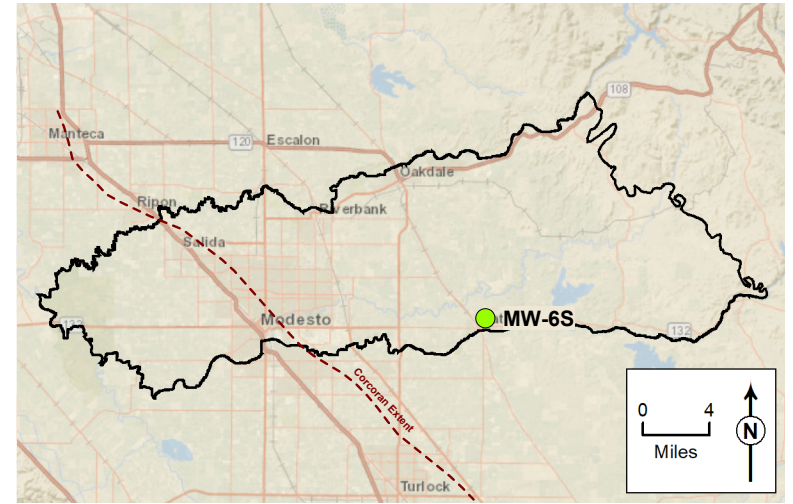 108
Manteca
120
Escalon
Oakdale
Ripon
Riverbank
Salida
MW-6S
132
Modesto
132
Corcoran Extent
0 4
Miles
N
Turlock